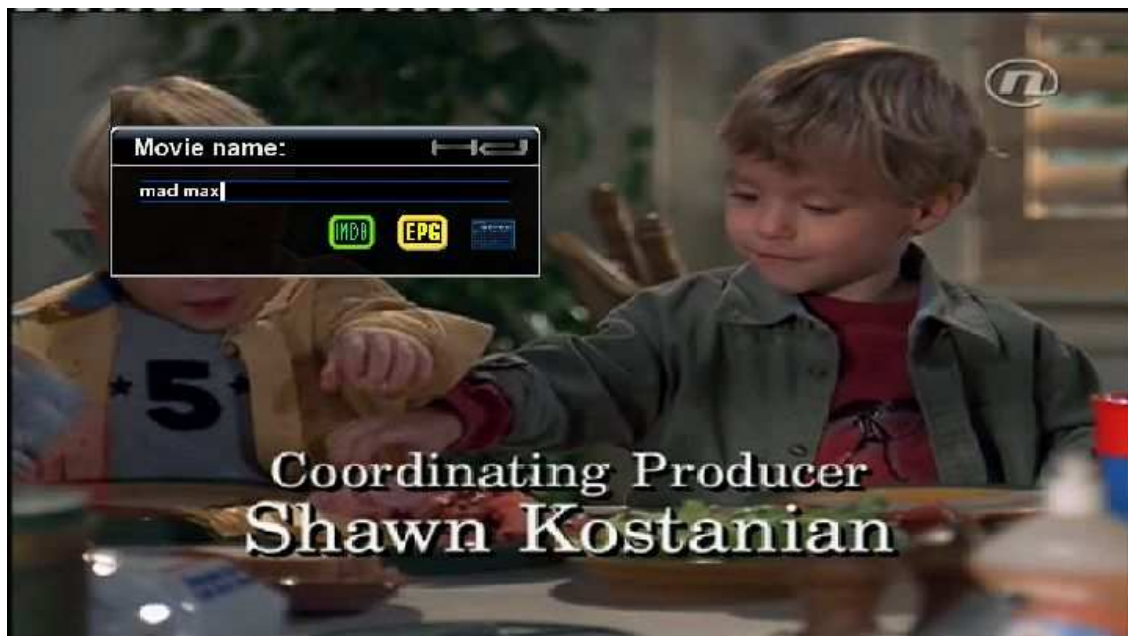 Movie name:
HD
mad max
IMDB
EPG
n
Coordinating Producer
Shawn Kostanian